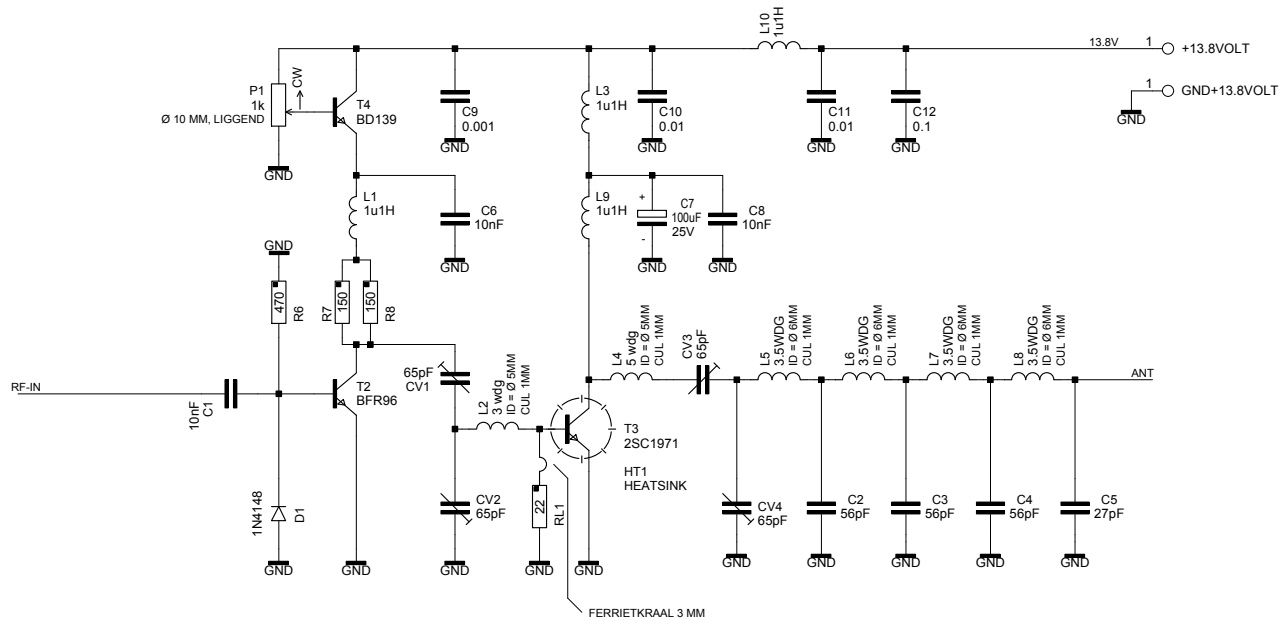 L10
1u1H
13.8V
1
+13.8VOLT
1
GND+13.8VOLT
GND
P1
1k
Ø 10 MM, LIGGEND
CW
T4
BD139
C9
0.001
GND
L3
1u1H
C10
0.01
GND
C11
0.01
GND
C12
0.1
GND
GND
L1
1u1H
C6
10nF
GND
L9
1u1H
+
C7
100uF
25V
-
GND
C8
10nF
GND
GND
470
R6
R7
150
150
R8
65pF
CV1
L2
3 wdg
ID = Ø 5MM
CUL 1MM
L4
5 wdg
ID = Ø 5MM
CUL 1MM
CV3
65pF
L5
3.5WDG
ID = Ø 6MM
CUL 1MM
L6
3.5WDG
ID = Ø 6MM
CUL 1MM
L7
3.5WDG
ID = Ø 6MM
CUL 1MM
L8
3.5WDG
ID = Ø 6MM
CUL 1MM
ANT
RF-IN
10nF
C1
T2
BFR96
T3
2SC1971
HT1
HEATSINK
1N4148
D1
GND
GND
CV2
65pF
GND
22
RL1
GND
GND
CV4
65pF
GND
C2
56pF
GND
C3
56pF
GND
C4
56pF
GND
C5
27pF
GND
FERRIETKRAAL 3 MM